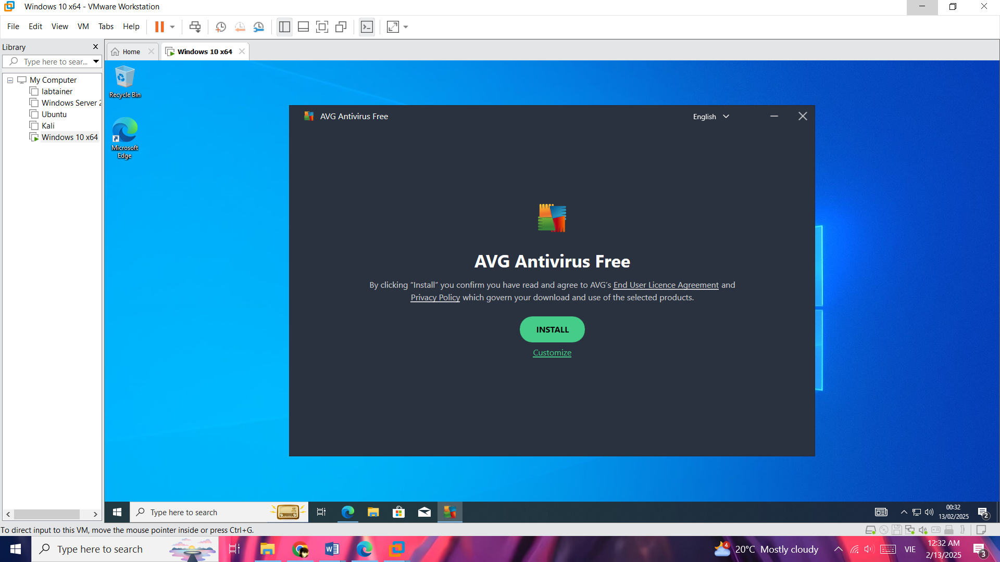 Windows 10 x64 - VMware Workstation
File Edit View VM Tabs Help
Library
Type here to sear...
My Computer
labtainer
Windows Server 2
Ubuntu
Kali
Windows 10 x64
Home
Windows 10 x64
Recycle Bin
Microsoft
Edge
AVG Antivirus Free
English
AVG Antivirus Free
By clicking “Install” you confirm you have read and agree to AVG’s End User Licence Agreement and
Privacy Policy which govern your download and use of the selected products.
INSTALL
Customize
Type here to search
00:32
13/02/2025
2
To direct input to this VM, move the mouse pointer inside or press Ctrl+G.
Type here to search
4
20°C Mostly cloudy
VIE
12:32 AM
2/13/2025
3